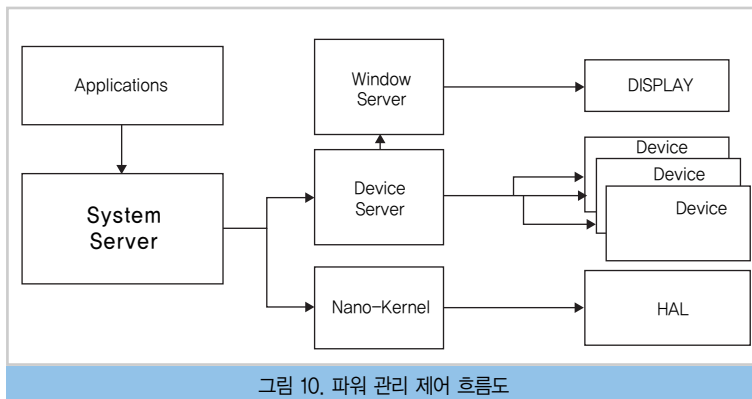 Applications
System
Server
Window
Server
Device
Server
Nano-Kernel
DISPLAY
Device
Device
Device
HAL
그림 10. 파워 관리 제어 흐름도